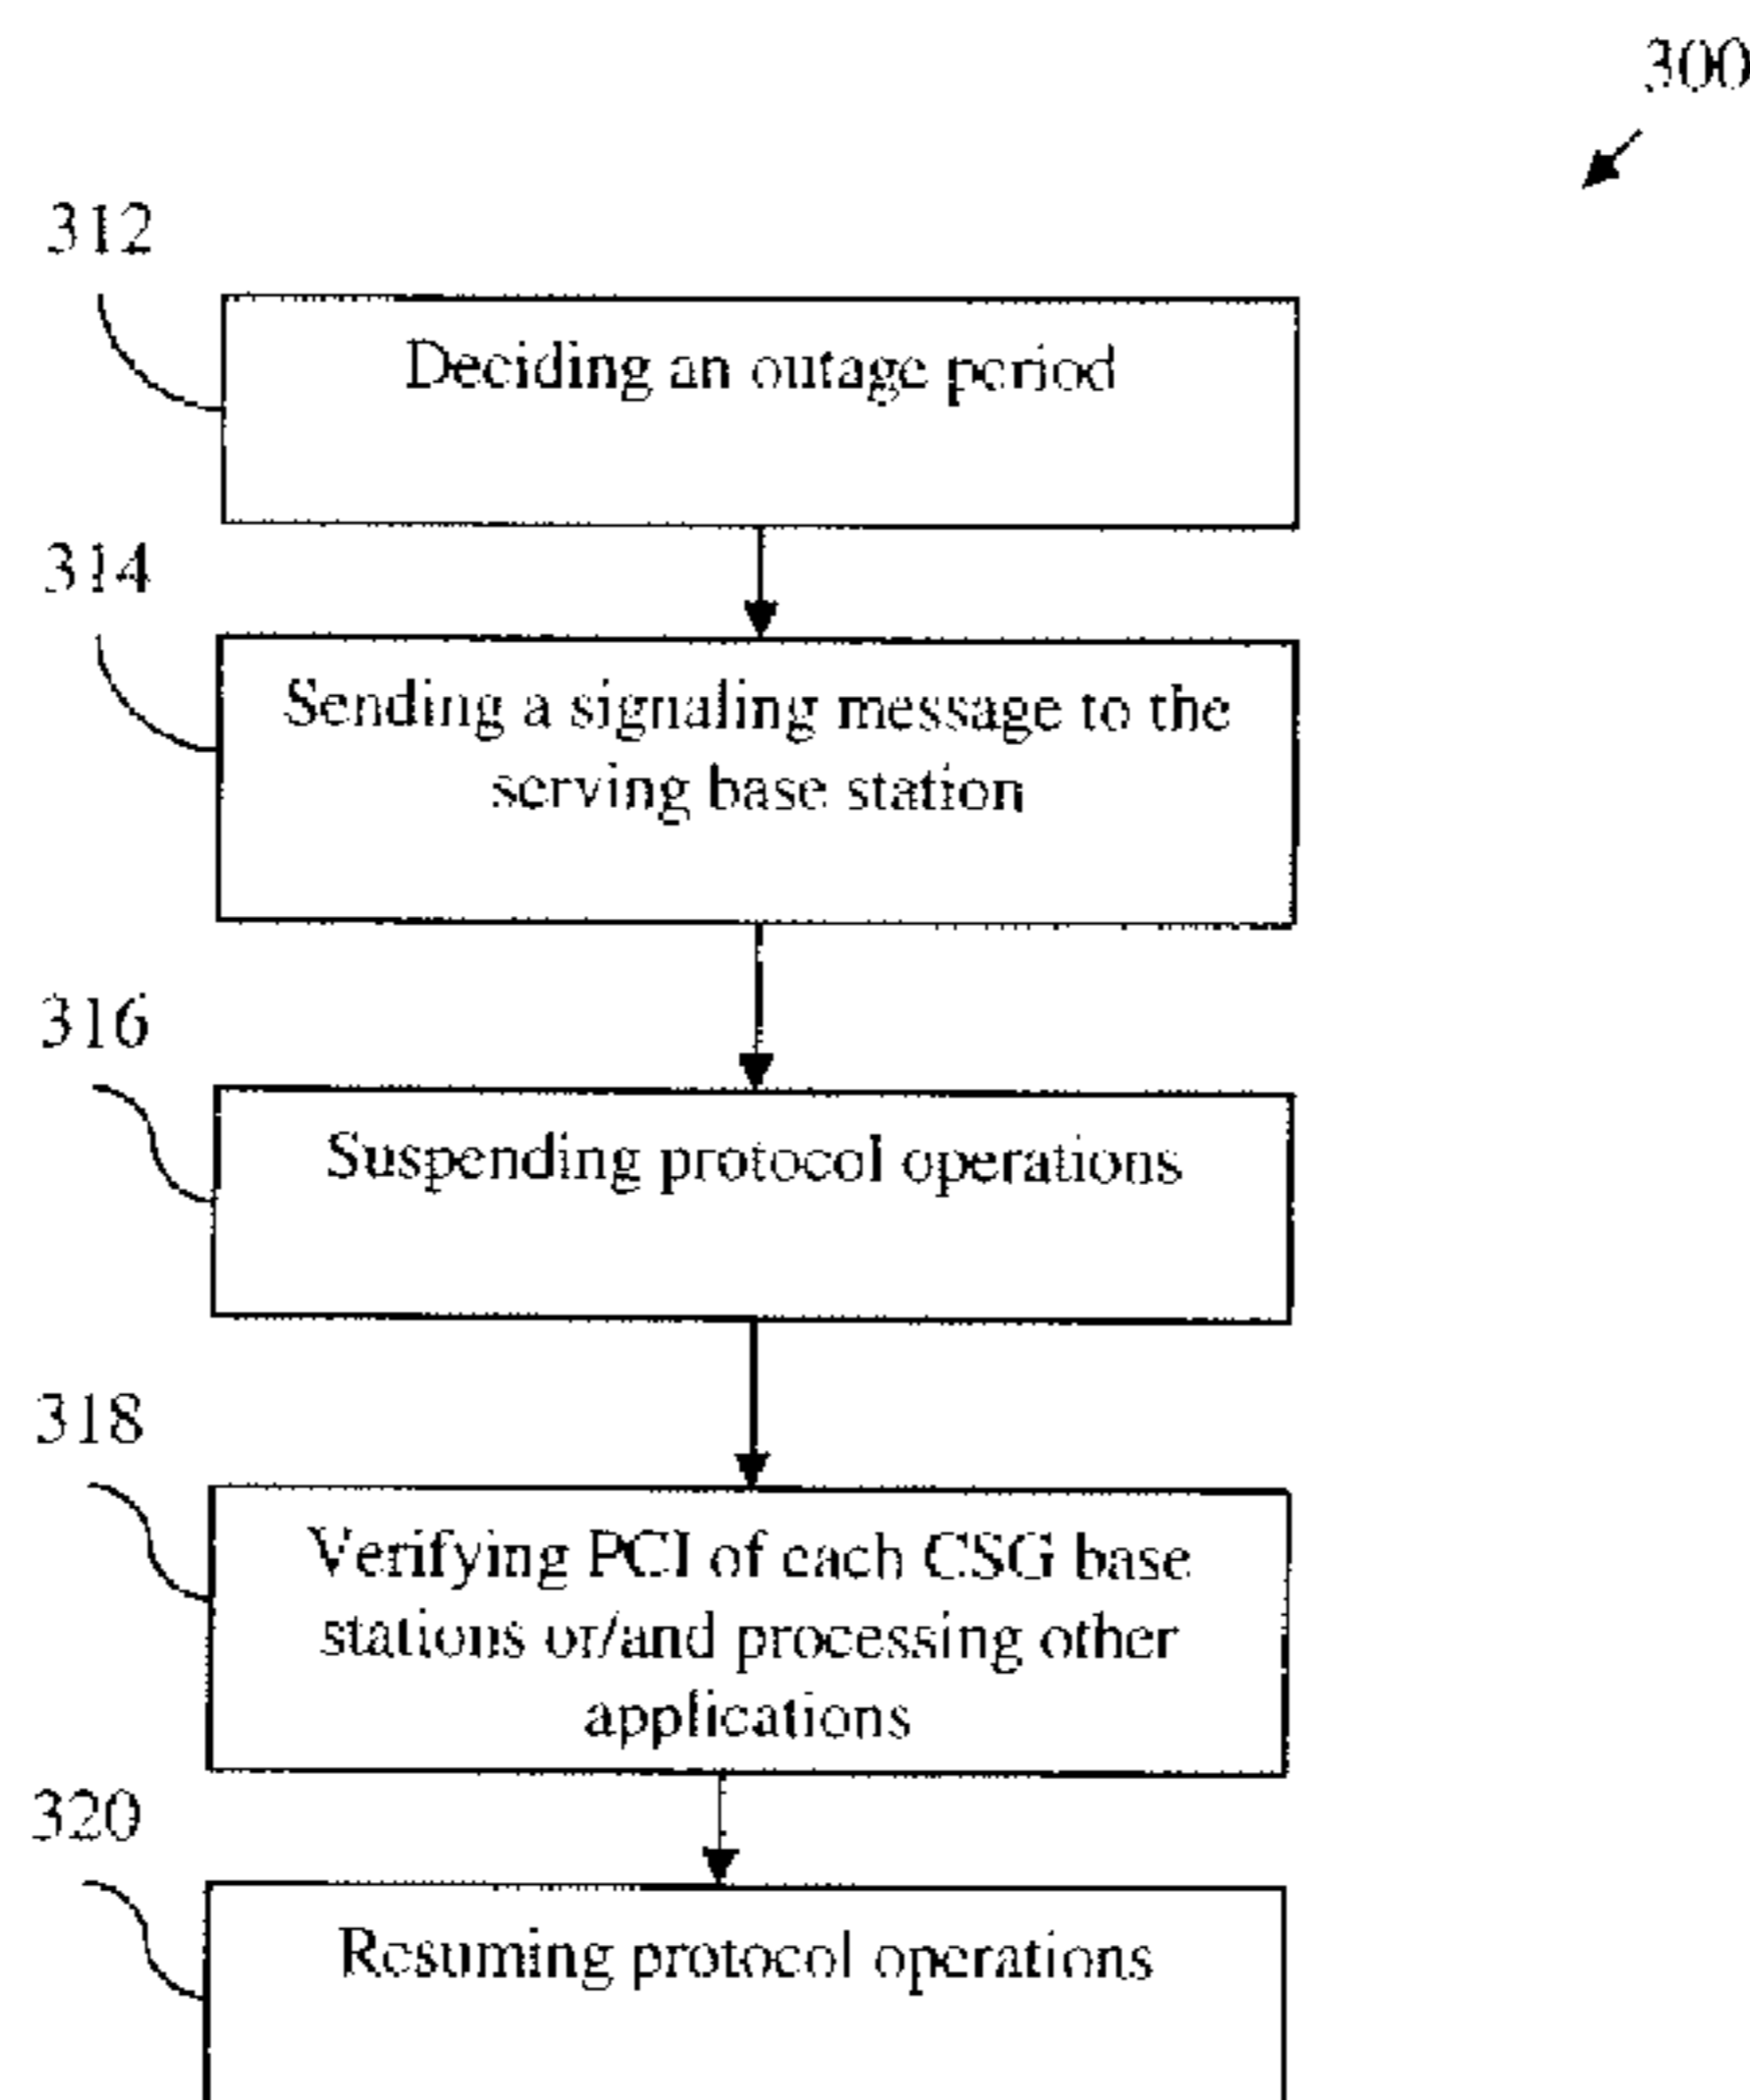 300
312
Deciding an outage period
314
Sending a signaling message to the
serving base station
316
Suspending protocol operations
318
Verifying PCI of each CSG base
stations or/and processing other
applications
320
Resuming protocol operations